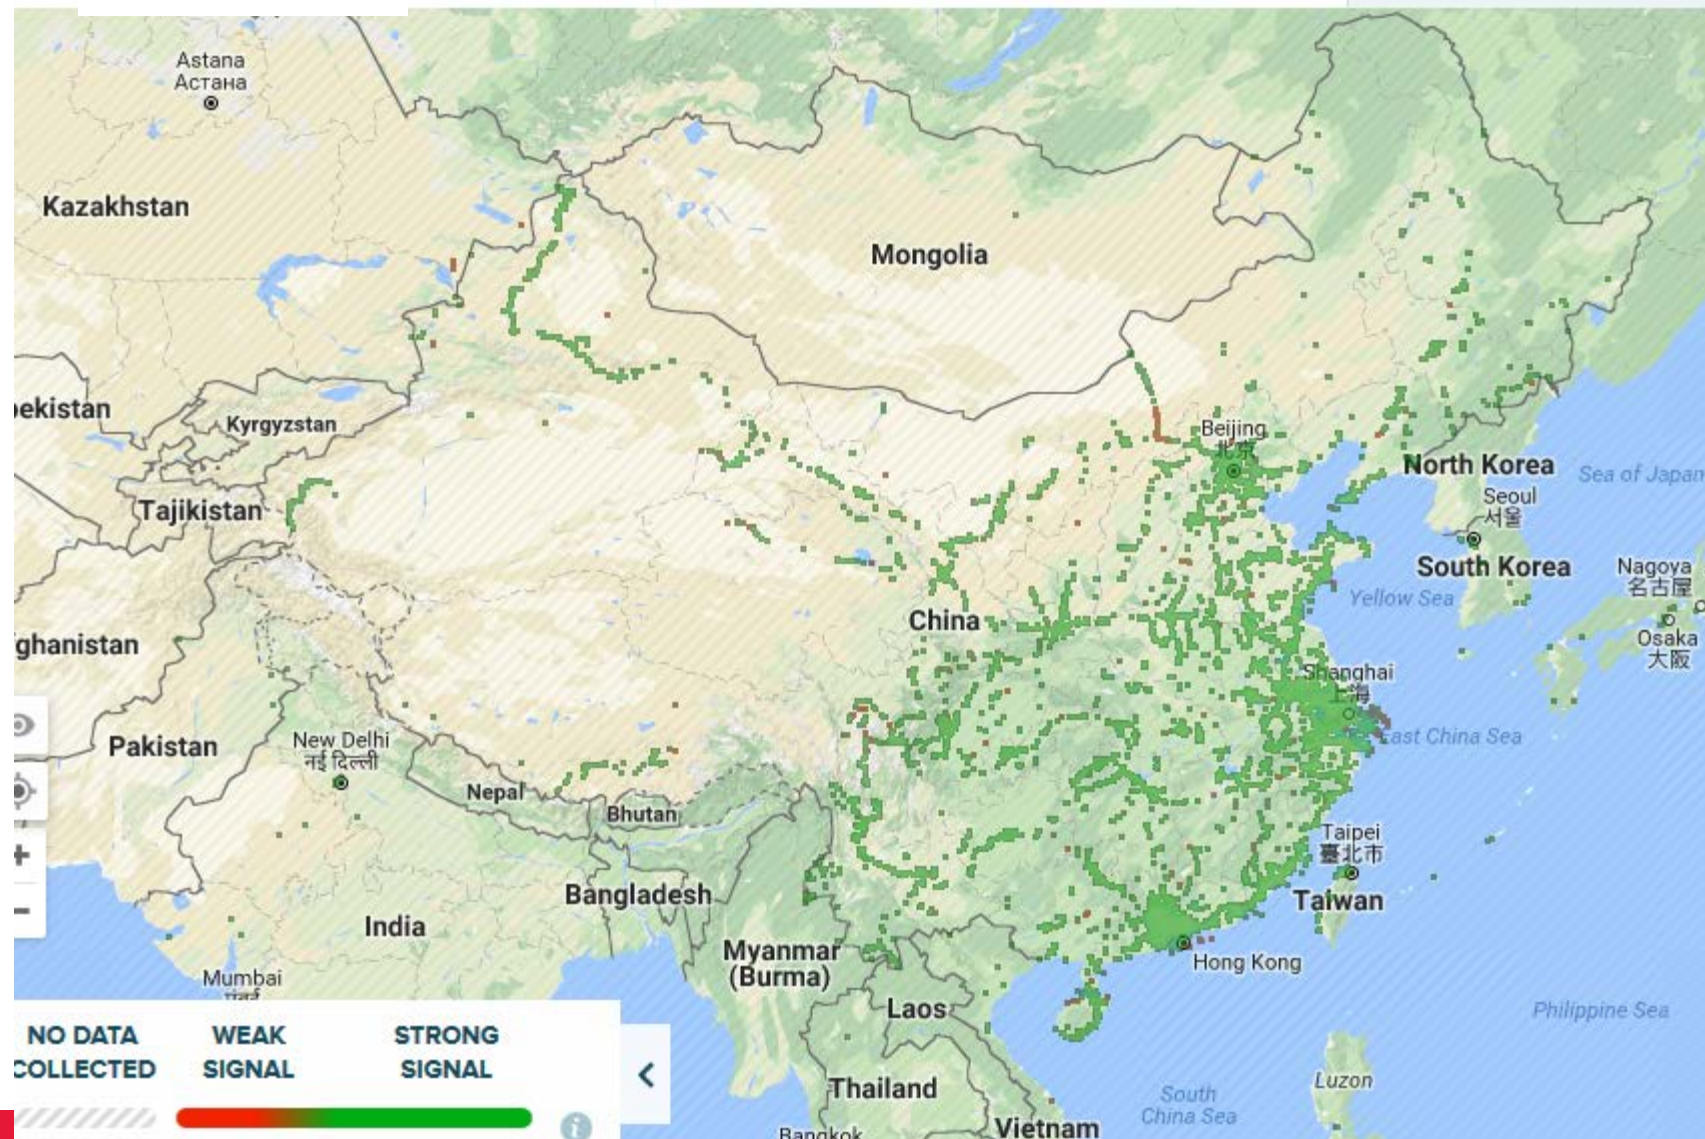 Astana
Астана
Kazakhstan
Mongolia
ekistan
Kyrgyzstan
Beijing
北京
North Korea
Sea of Japan
Tajikistan
Seoul
서울
South Korea
Nagoya
名古屋
Yellow Sea
China
Osaka
大阪
ghanistan
Shanghai
上海
East China Sea
Pakistan
New Delhi
नई दिल्ली
Nepal
Bhutan
Taipei
臺北市
Bangladesh
Taiwan
India
Myanmar
(Burma)
Hong Kong
Mumbai
Laos
Philippine Sea
NO DATA
COLLECTED
WEAK
SIGNAL
STRONG
SIGNAL
Thailand
South
China Sea
Luzon
Vietnam
Bangkok